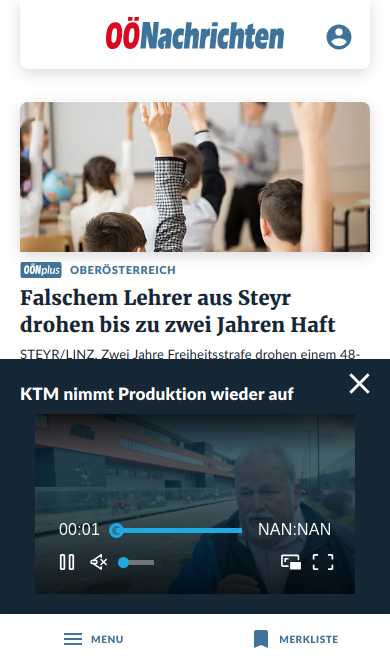 OÖNachrichten
OÖNplus OBERÖSTERREICH
Falschem Lehrer aus Steyr
drohen bis zu zwei Jahren Haft
STEYR/LINZ. Zwei Jahre Freiheitsstrafe drohen einem 48-
KTM nimmt Produktion wieder auf
00:01 NAN:NAN
MENU MERKLISTE